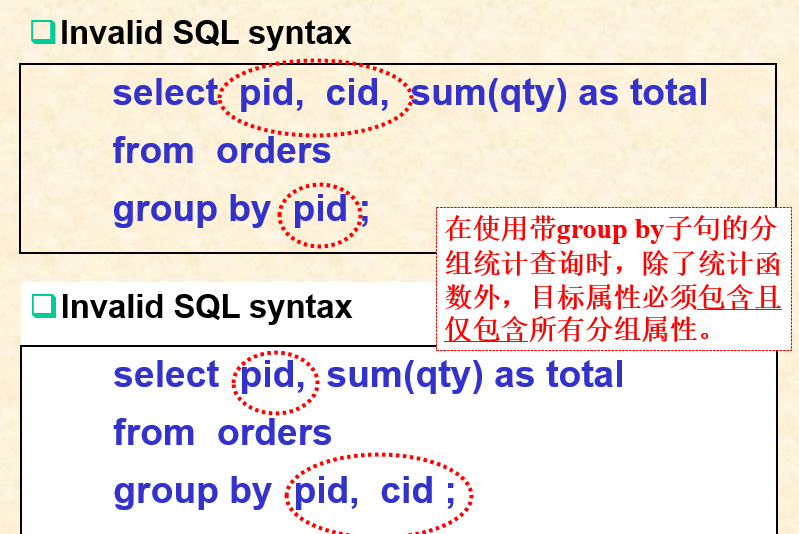 Invalid SQL syntax
select pid, cid, sum(qty) as total
from orders
group by pid ;
在使用带group by子句的分
组统计查询时，除了统计函
数外，目标属性必须包含且
仅包含所有分组属性。
Invalid SQL syntax
select pid, sum(qty) as total
from orders
group by pid, cid ;